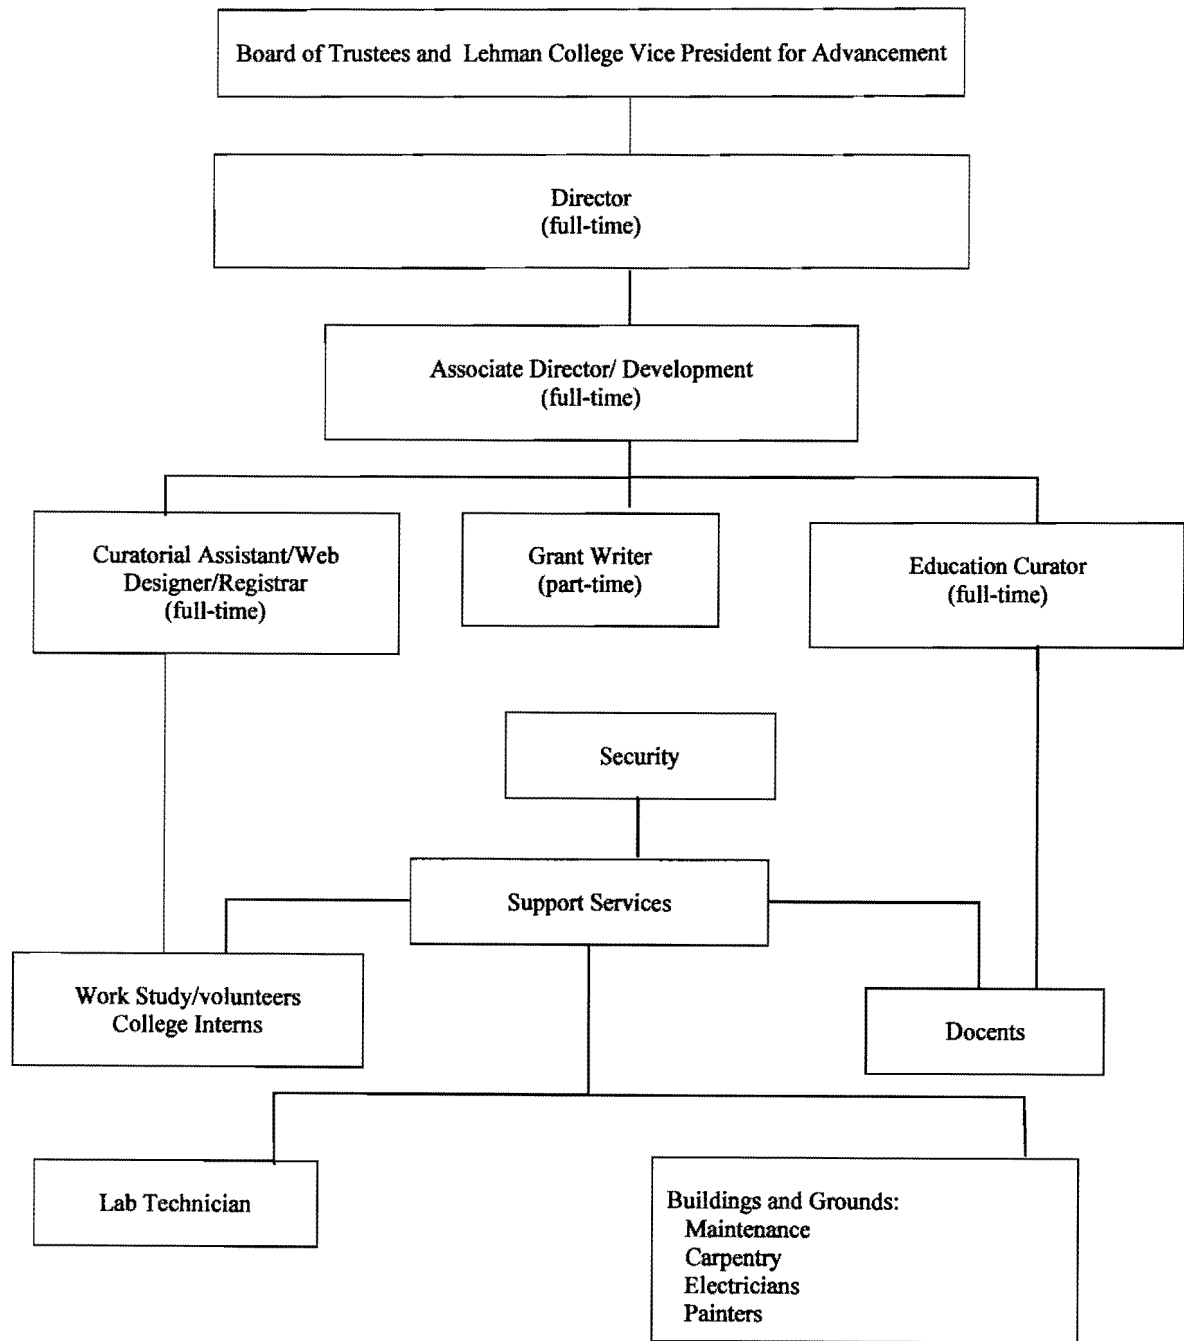 Board of Trustees and Lehman College Vice President for Advancement
Director
(full-time)
Associate Director/ Development
(full-time)
Curatorial Assistant/Web
Designer/Registrar
(full-time)
Grant Writer
(part-time)
Education Curator
(full-time)
Security
Support Services
Work Study/volunteers
College Interns
Docents
Lab Technician
Buildings and Grounds:
Maintenance
Carpentry
Electricians
Painters